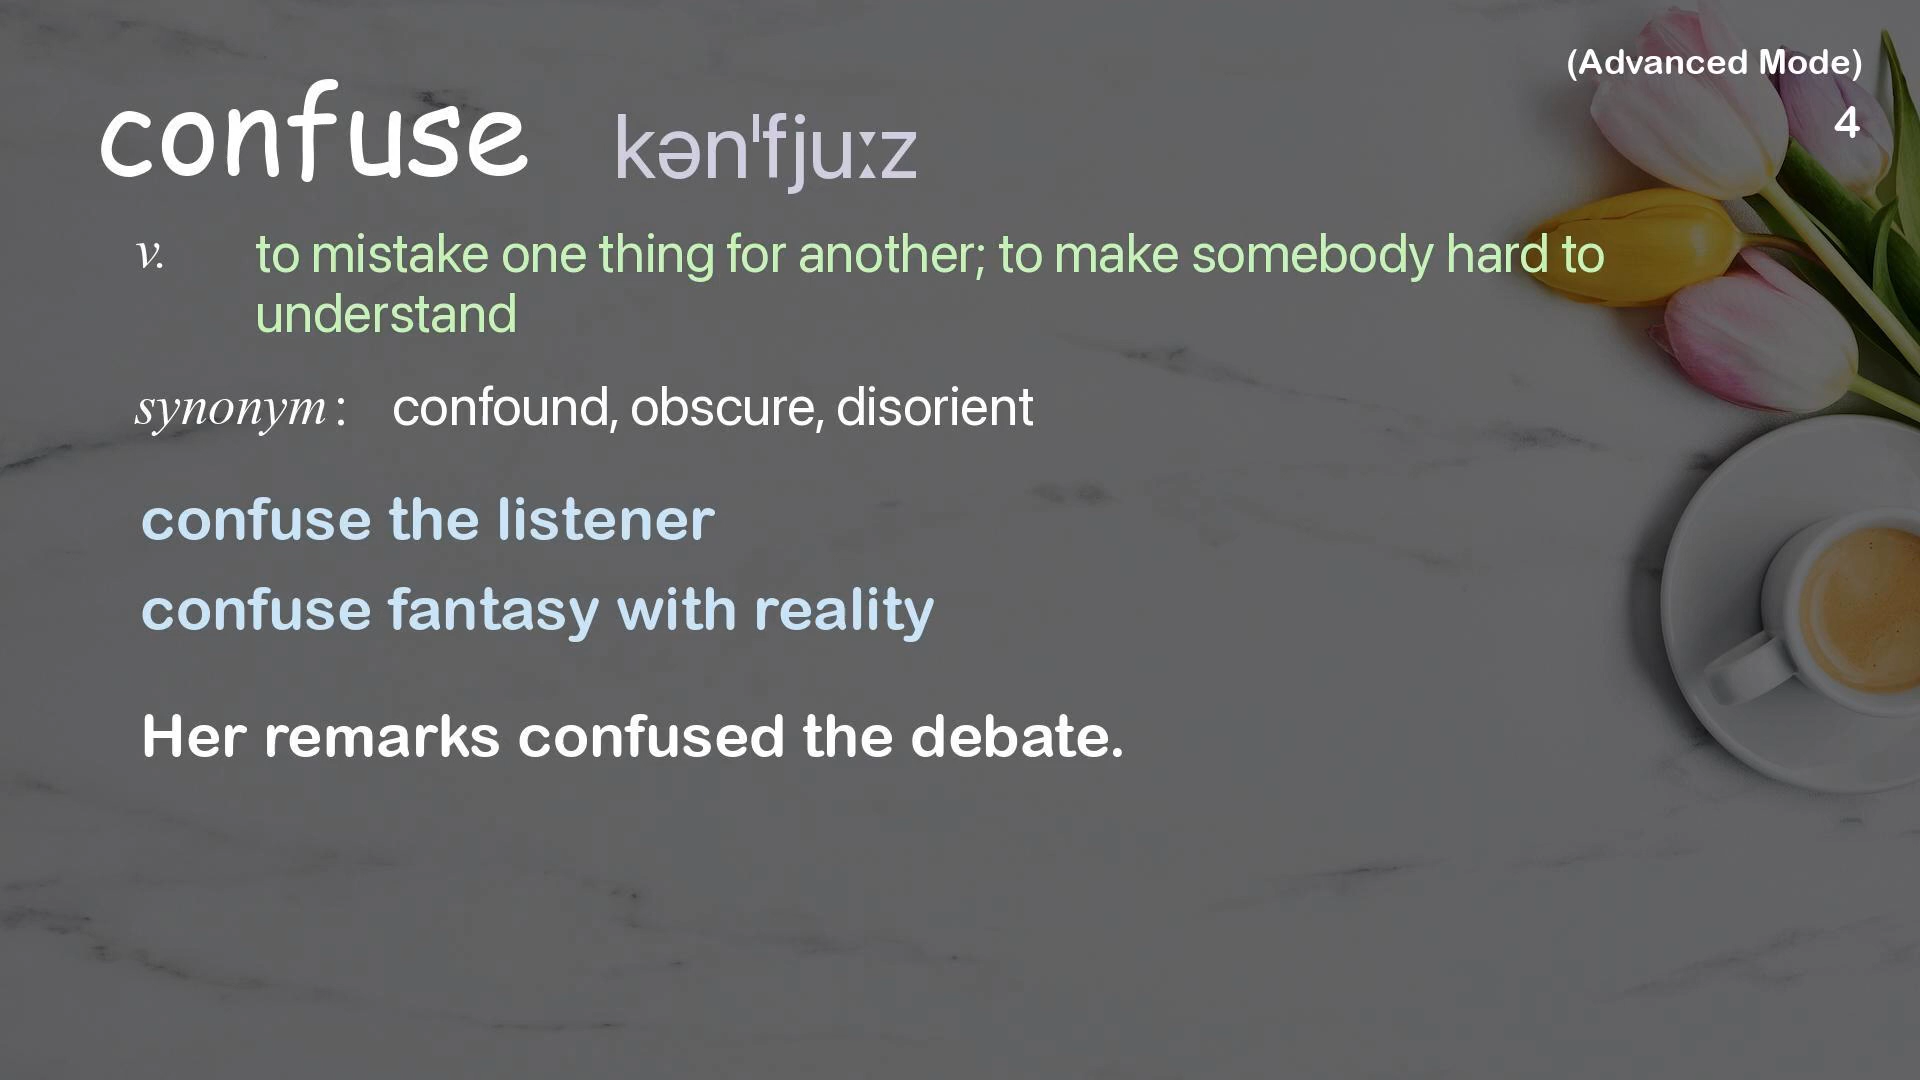 (Advanced Mode)
4
confuse kənˈfjuːz
v. to mistake one thing for another; to make somebody hard to
understand
synonym: confound, obscure, disorient
confuse the listener
confuse fantasy with reality
Her remarks confused the debate.